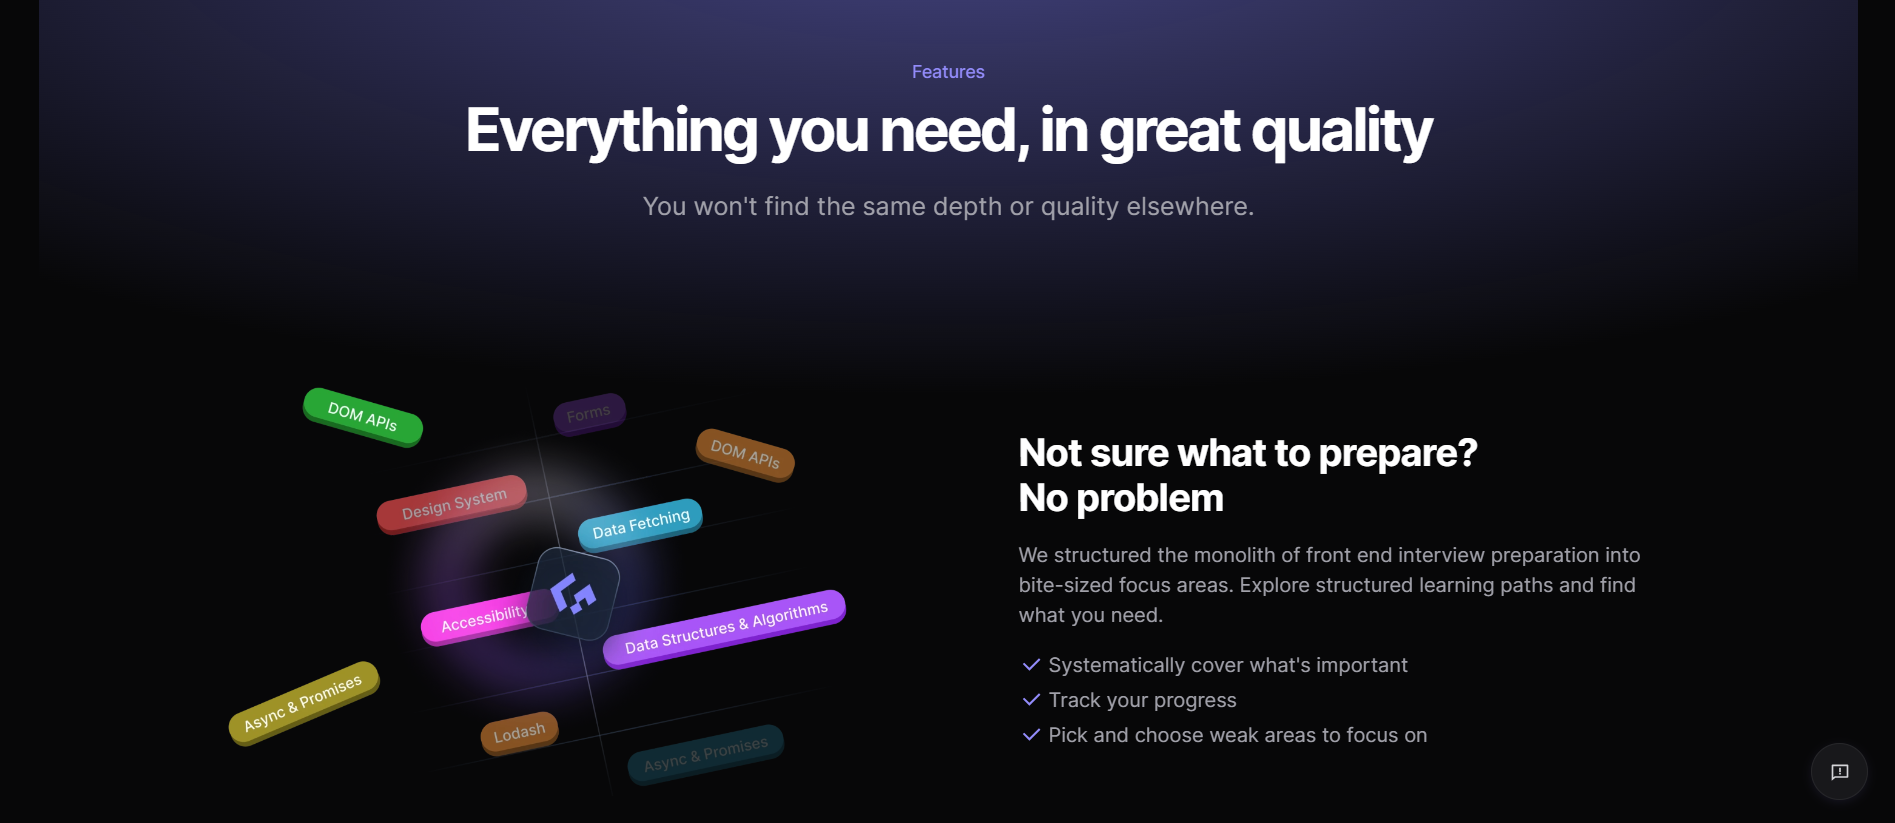 Features
Everything you need, in great quality
You won't find the same depth or quality elsewhere.
DOM APIs
Forms
DOM APIs
Design System
Data Fetching
Accessibility
Data Structures & Algorithms
Async & Promises
Lodash
Async & Promises
Not sure what to prepare?
No problem
We structured the monolith of front end interview preparation into
bite-sized focus areas. Explore structured learning paths and find
what you need.
Systematically cover what's important
Track your progress
Pick and choose weak areas to focus on